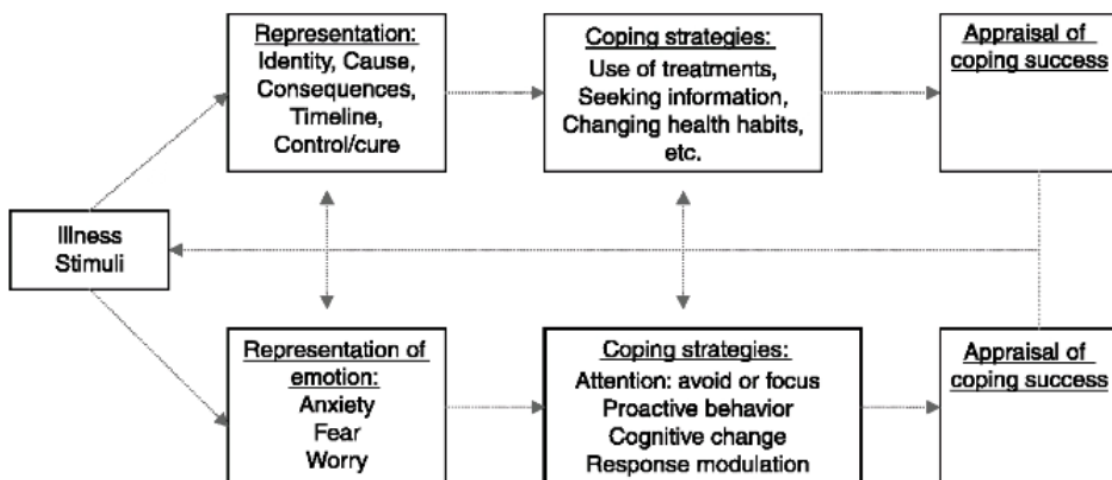 Representation:
Identity, Cause,
Consequences,
Timeline,
Control/cure
Coping strategies:
Use of treatments,
Seeking information,
Changing health habits,
etc.
Appraisal of
coping success
Illness
Stimuli
Representation of
emotion:
Anxiety
Fear
Worry
Coping strategies:
Attention: avoid or focus
Proactive behavior
Cognitive change
Response modulation
Appraisal of
coping success